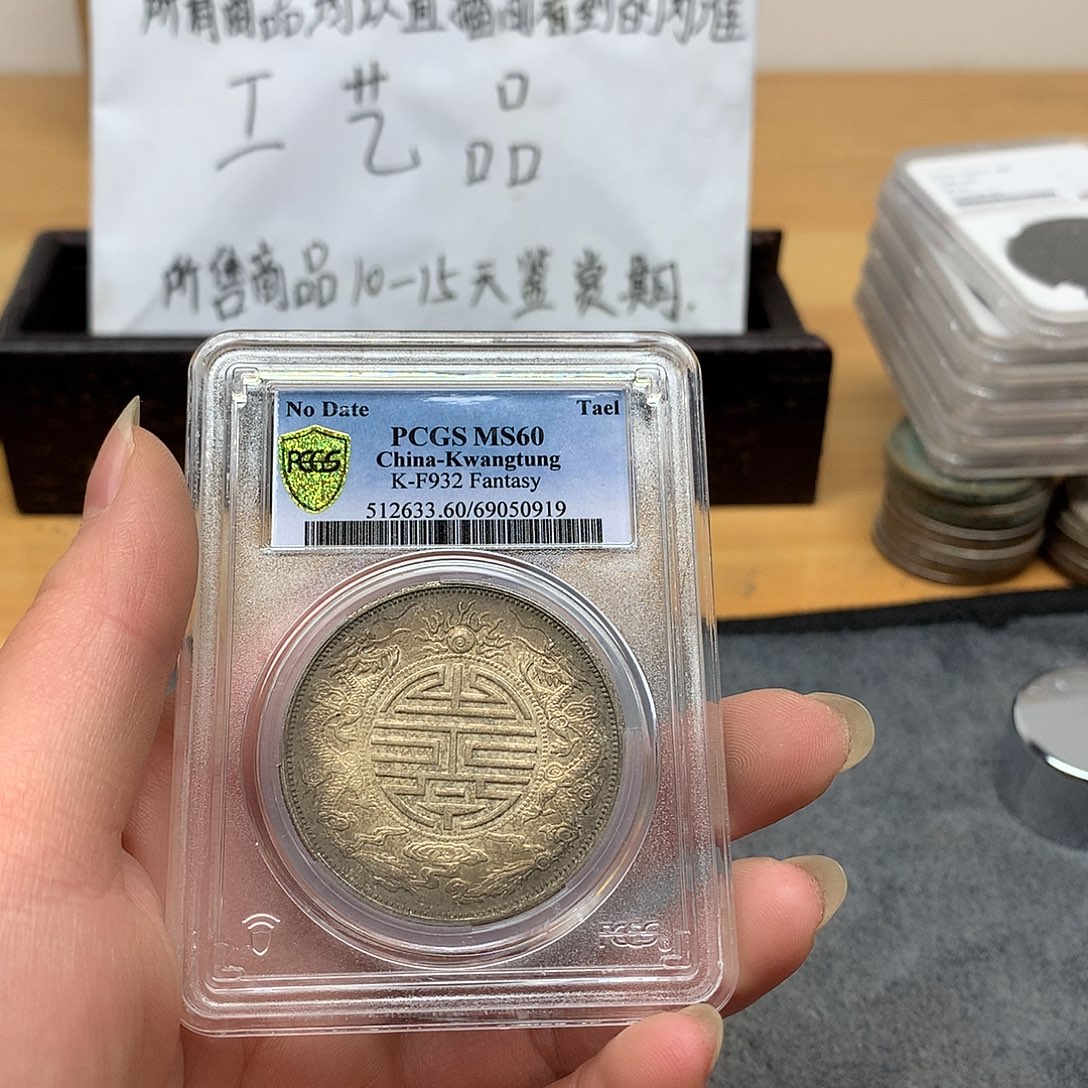 所有商品均以直播间看到的为准
工艺品
所售商品10-15天鉴赏期.
No Date Tael
PCGS MS60
China-Kwangtung
K-F932 Fantasy
512633.60/69050919
PCGS
PCGS